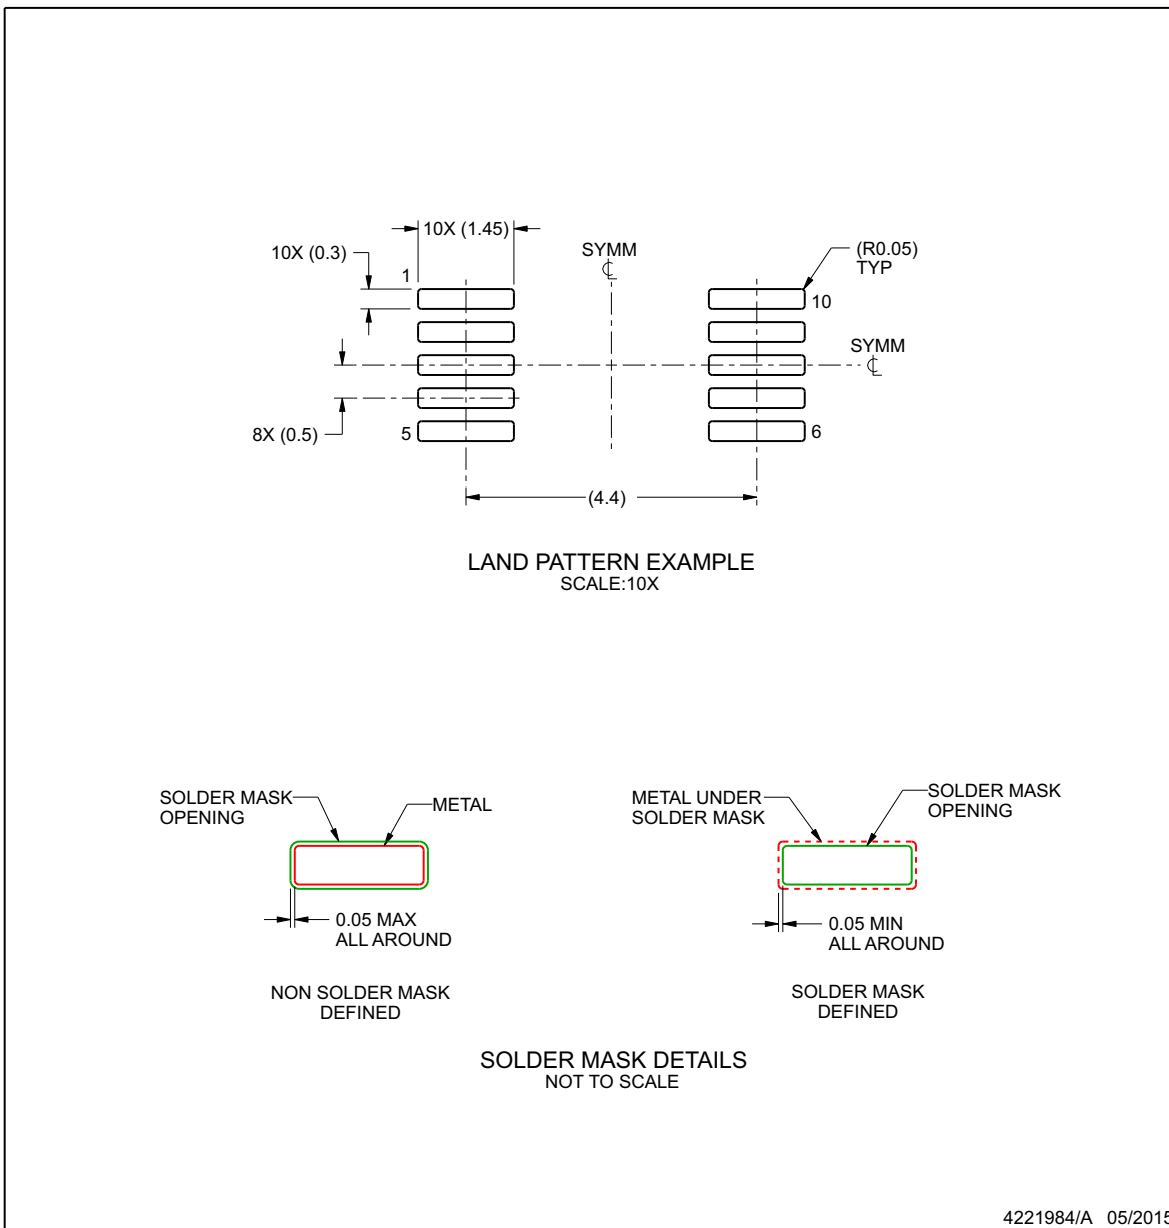 10X (1.45)
10X (0.3)
1
SYMM
(R0.05)
TYP
10
SYMM
8X (0.5)
5
6
(4.4)
LAND PATTERN EXAMPLE
SCALE:10X
SOLDER MASK
OPENING
METAL
0.05 MAX
ALL AROUND
NON SOLDER MASK
DEFINED
METAL UNDER
SOLDER MASK
SOLDER MASK
OPENING
0.05 MIN
ALL AROUND
SOLDER MASK
DEFINED
SOLDER MASK DETAILS
NOT TO SCALE
4221984/A 05/2015